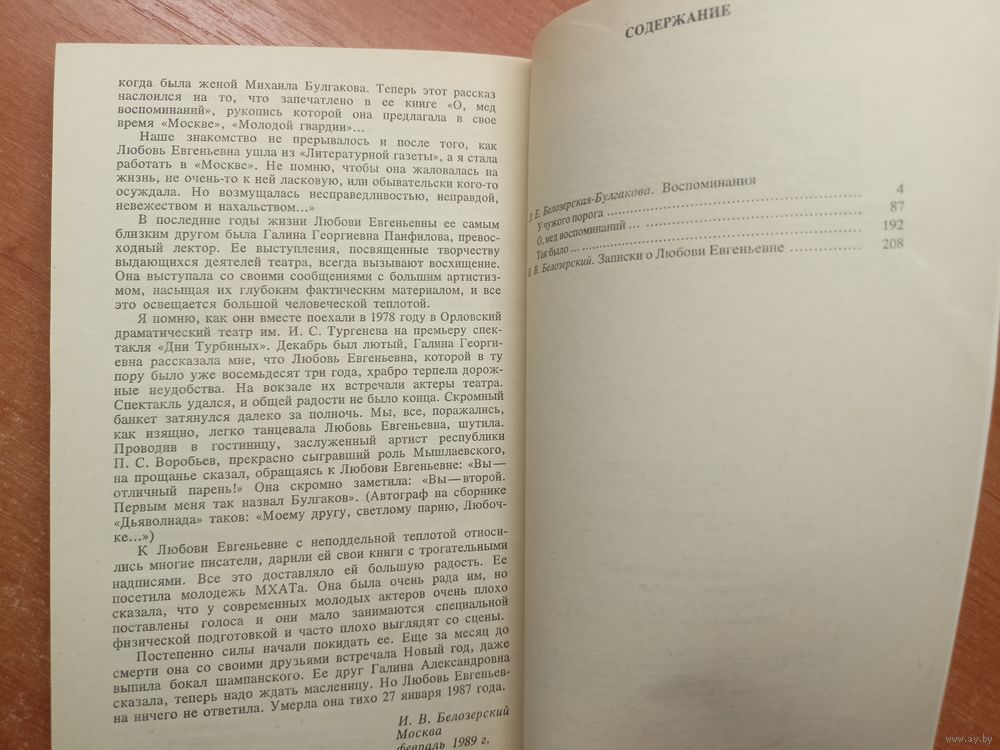 когда была женой Михаила Булгакова. Теперь этот рассказ
наслоился на то, что запечатлено в ее книге «О, мед
воспоминаний», рукопись которой она предлагала в свое
время «Москве», «Молодой гвардии»...
Наше знакомство не прерывалось и после того, как
Любовь Евгеньевна ушла из «Литературной газеты», а я стала
работать в «Москве». Не помню, чтобы она жаловалась на
жизнь, не очень-то к ней ласковую, или обывательски кого-то
осуждала. Но возмущалась несправедливостью, неправдой,
невежеством и нахальством...»
В последние годы жизни Любови Евгеньевны ее самым
близким другом была Галина Георгиевна Панфилова, превос-
ходный лектор. Ее выступления, посвященные творчеству
выдающихся деятелей театра, всегда вызывают восхищение.
Она выступала со своими сообщениями с большим артистиз-
мом, насыщая их глубоким фактическим материалом, и все
это освещается большой человеческой теплотой.
Я помню, как они вместе поехали в 1978 году в Орловский
драматический театр им. И. С. Тургенева на премьеру спек-
такля «Дни Турбиных». Декабрь был лютый, Галина Георги-
евна рассказала мне, что Любовь Евгеньевна, которой в ту
пору было уже восемьдесят три года, храбро терпела дорож-
ные неудобства. На вокзале их встречали актеры театра.
Спектакль удался, и общей радости не было конца. Скромный
банкет затянулся далеко за полночь. Мы, все, поражались,
как изящно, легко танцевала Любовь Евгеньевна, шутила.
Проводив в гостиницу, заслуженный артист республики
П. С. Воробьев, прекрасно сыгравший роль Мышлаевского,
на прощанье сказал, обращаясь к Любови Евгеньевне: «Вы —
отличный парень!» Она скромно заметила: «Вы — второй.
Первым меня так назвал Булгаков». (Автограф на сборнике
«Дьяволиада» таков: «Моему другу, светлому парню, Любоч-
ке...»)
К Любови Евгеньевне с неподдельной теплотой относи-
лись многие писатели, дарили ей свои книги с трогательными
надписями. Все это доставляло ей большую радость. Ее
посетила молодежь МХАТа. Она была очень рада им, но
сказала, что у современных молодых актеров очень плохо
поставлены голоса и они мало занимаются специальной
физической подготовкой и часто плохо выглядят со сцены.
Постепенно силы начали покидать ее. Еще за месяц до
смерти она со своими друзьями встречала Новый год, даже
выпила бокал шампанского. Ее друг Галина Александровна
сказала, теперь надо ждать масленицу. Но Любовь Евгеньев-
на ничего не ответила. Умерла она тихо 27 января 1987 года.
И. В. Белозерский
Москва
февраль 1989 г.
СОДЕРЖАНИЕ
Л. Е. Белозерская-Булгакова. Воспоминания
У чужого порога ... 4
О, мед воспоминаний ... 87
Так было ... 192
И. В. Белозерский. Записки о Любови Евгеньевне ... 208
www.ay.by